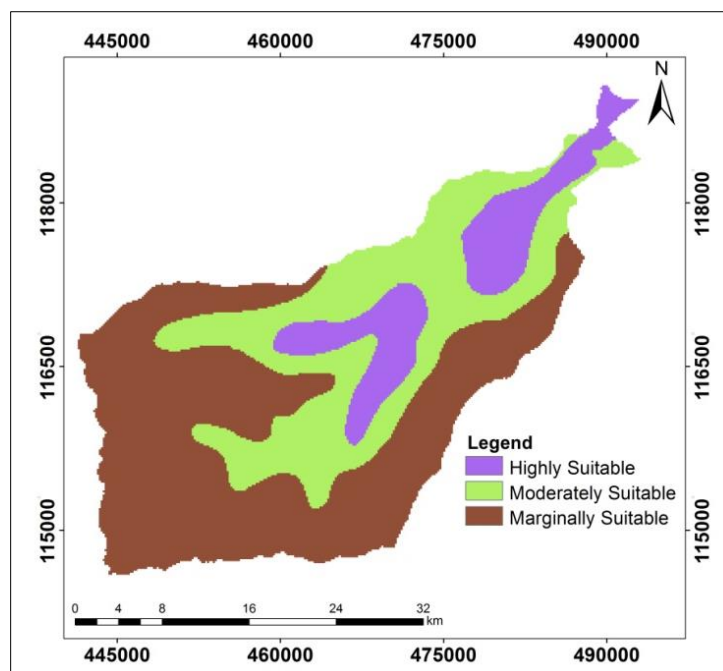 445000 460000 475000 490000
N
118000 118000
116500 116500
115000 115000
Legend
Highly Suitable
Moderately Suitable
Marginally Suitable
0 4 8 16 24 32
km
445000 460000 475000 490000